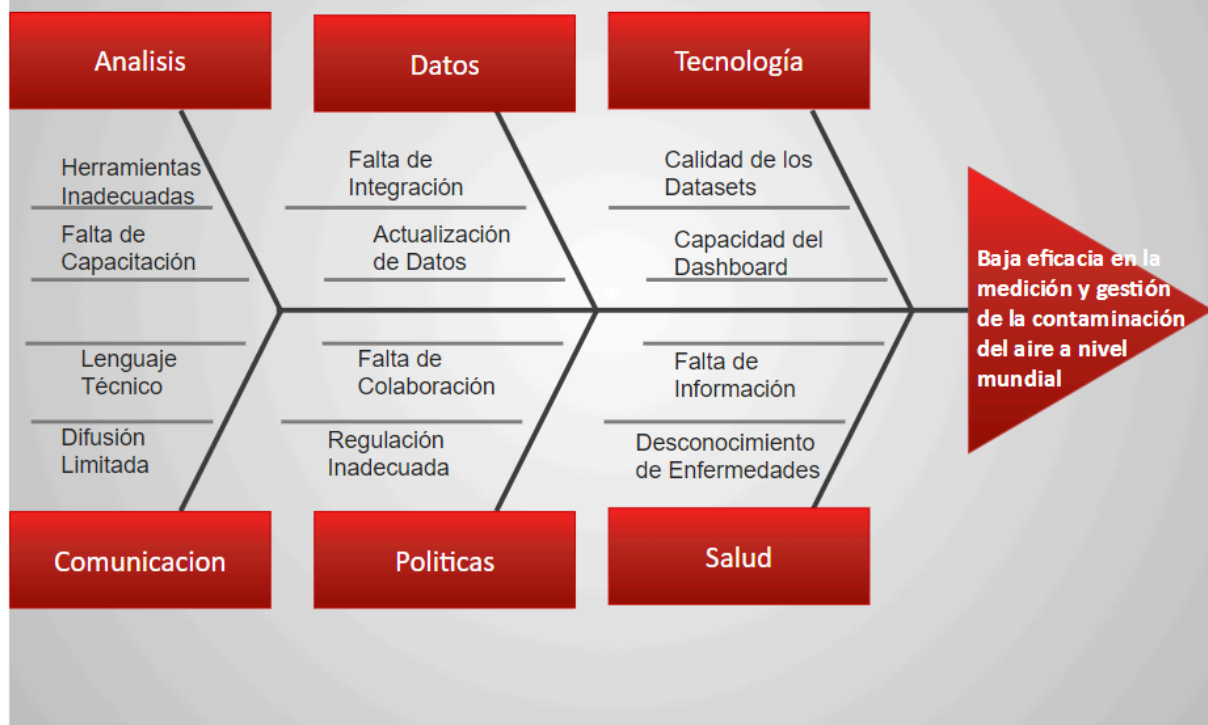 Analisis
Datos
Tecnología
Herramientas
Inadecuadas
Falta de
Capacitación
Falta de
Integración
Actualización
de Datos
Calidad de los
Datasets
Capacidad del
Dashboard
Baja eficacia en la
medición y gestión
de la contaminación
del aire a nivel
mundial
Lenguaje
Técnico
Difusión
Limitada
Falta de
Colaboración
Regulación
Inadecuada
Falta de
Información
Desconocimiento
de Enfermedades
Comunicacion
Politicas
Salud